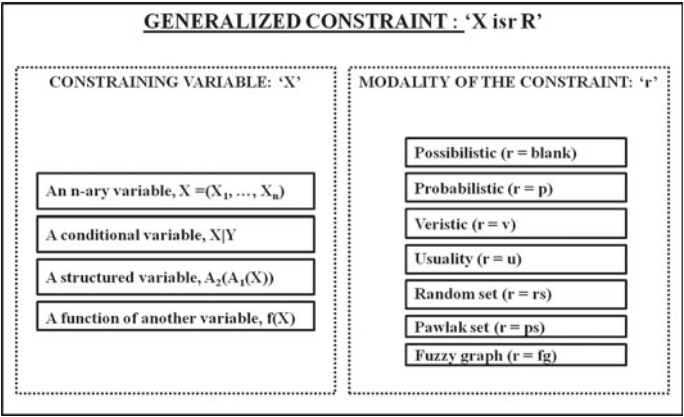 GENERALIZED CONSTRAINT : ‘X isr R’
CONSTRAINING VARIABLE: ‘X’
An n-ary variable, X =(X₁, …, Xₙ)
A conditional variable, X|Y
A structured variable, A₂(A₁(X))
A function of another variable, f(X)
MODALITY OF THE CONSTRAINT: ‘r’
Possibilistic (r = blank)
Probabilistic (r = p)
Veristic (r = v)
Usuality (r = u)
Random set (r = rs)
Pawlak set (r = ps)
Fuzzy graph (r = fg)